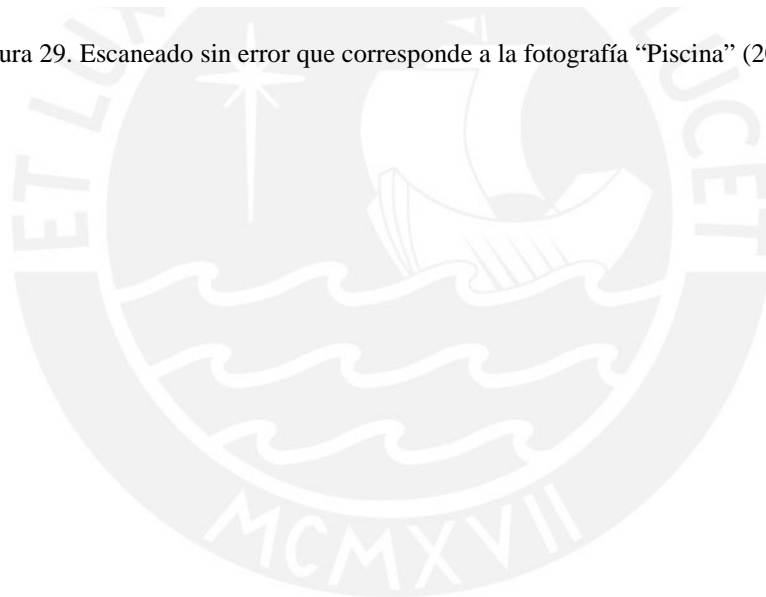 ura 29. Escaneado sin error que corresponde a la fotografía “Piscina” (20
ET LUX
LUCET
MCMXVII